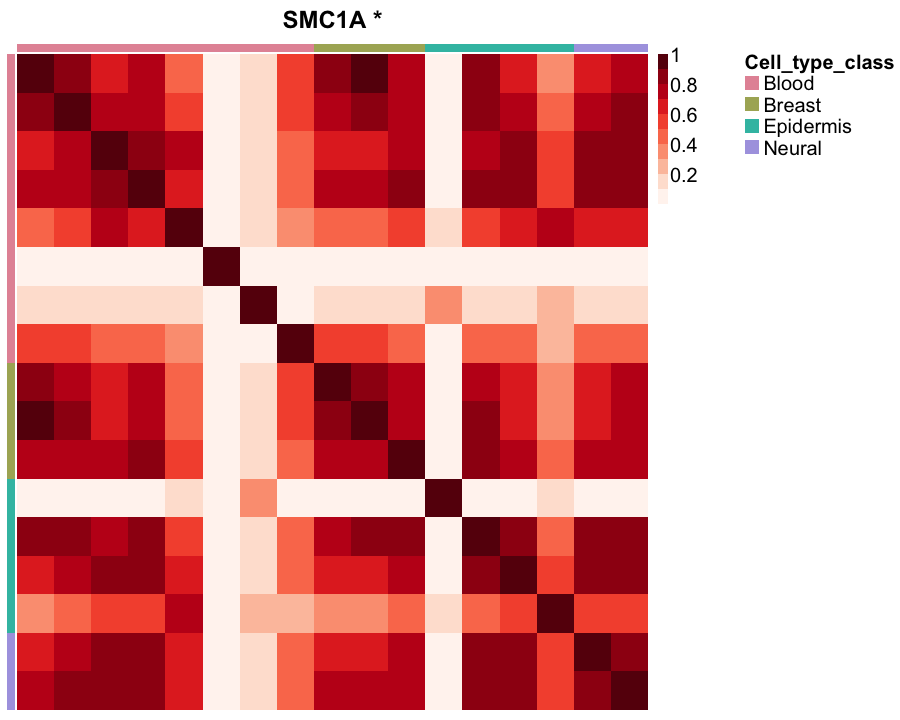 SMC1A *
1
0.8
0.6
0.4
0.2
Cell_type_class
Blood
Breast
Epidermis
Neural